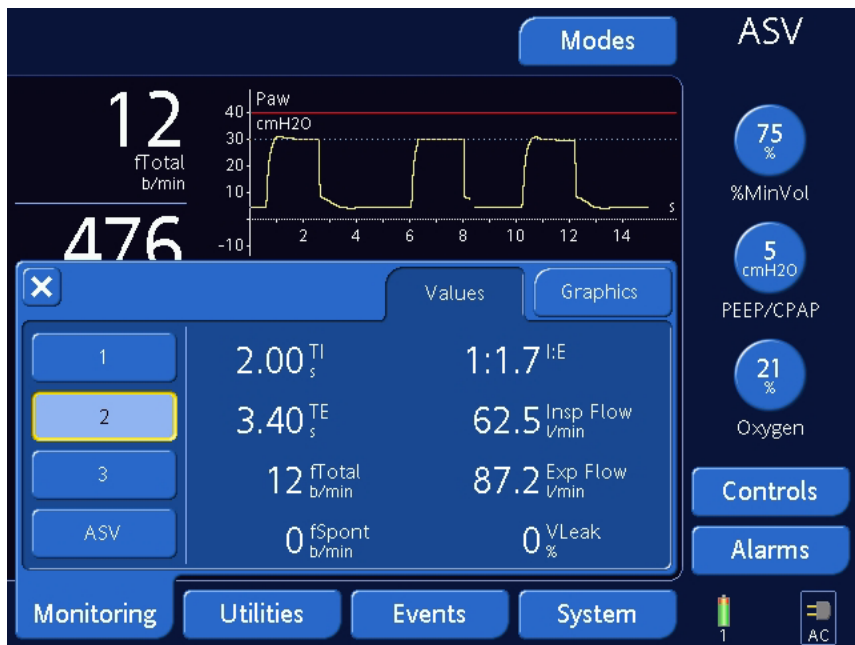 Modes
ASV
12
fTotal
b/min
476
Paw
cmH2O
40
30
20
10
-10
2 4 6 8 10 12 14
s
75
%
%MinVol
5
cmH2O
PEEP/CPAP
21
%
Oxygen
Controls
Alarms
Values
Graphics
1
2
3
ASV
2.00 TI s
1:1.7 I:E
3.40 TE s
62.5 Insp Flow l/min
12 fTotal b/min
87.2 Exp Flow l/min
0 fSpont b/min
0 VLeak %
Monitoring
Utilities
Events
System
1
AC